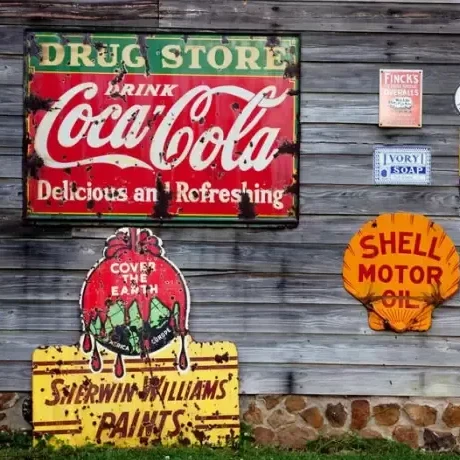 DRUG STORE
DRINK
Coca-Cola
Delicious and Refreshing
FINCK'S
OVERALLS
IVORY
SOAP
SHELL
MOTOR
OIL
COVER
THE
EARTH
SHERWIN-WILLIAMS
PAINTS